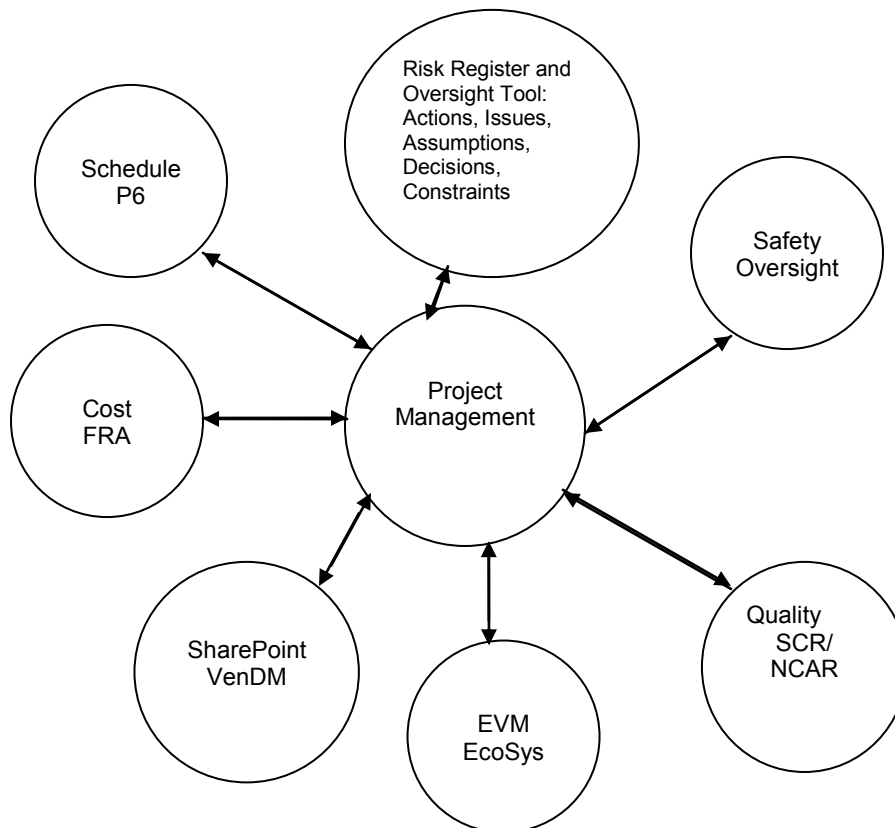 Risk Register and
Oversight Tool:
Actions, Issues,
Assumptions,
Decisions,
Constraints
Schedule
P6
Safety
Oversight
Project
Management
Cost
FRA
Quality
SCR/
NCAR
SharePoint
VenDM
EVM
EcoSys